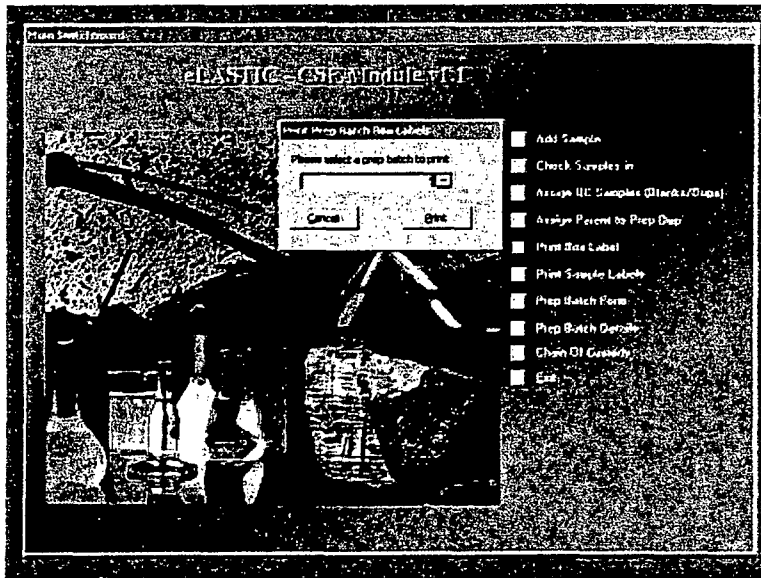 Main Switchboard
eLASTIC - CSF Module v1.1
Print Prep Batch Box Labels
Please select a prep batch to print
Cancel
Print
Add Sample
Check Samples in
Assign QC Samples (Blanks/Dups)
Assign Parent to Prep Dup
Print Box Label
Print Sample Labels
Prep Batch Form
Prep Batch Details
Chain Of Custody
Exit